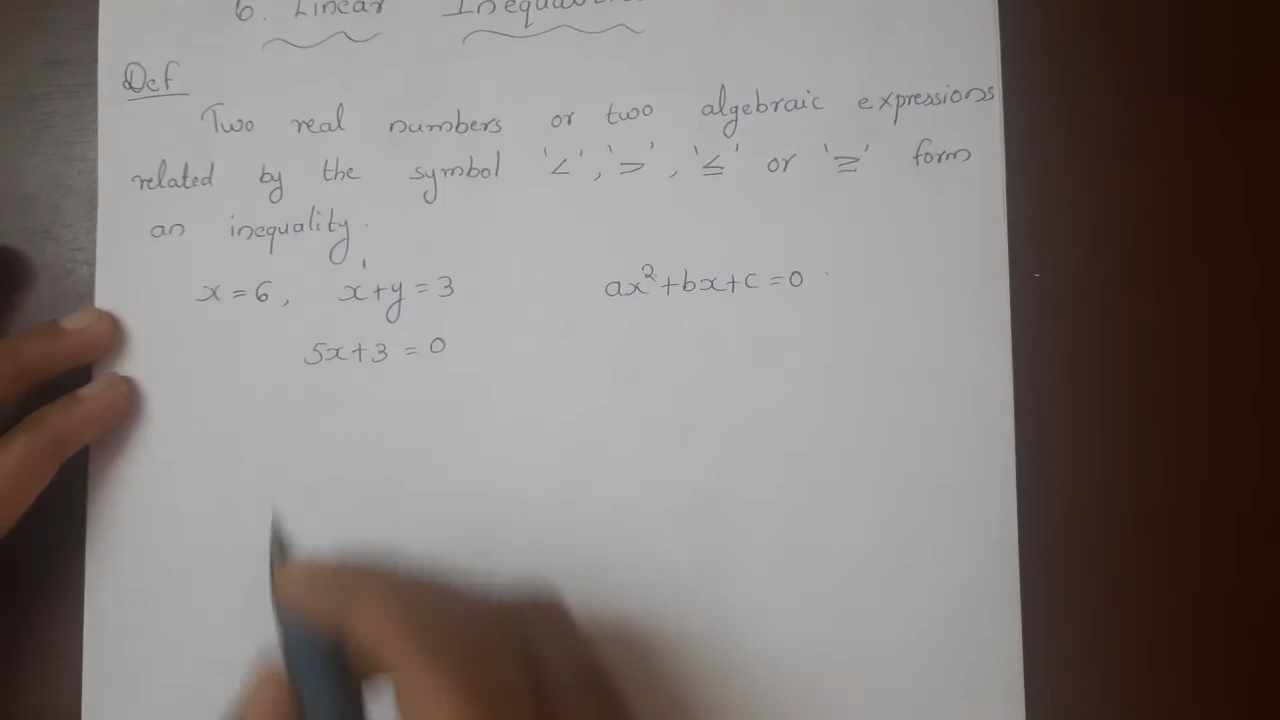 6. Linear
Def
Two real numbers or two algebraic expressions
related by the symbol '<', '>', '≤' or '≥' form
an inequality.
x = 6, x+y = 3 ax²+bx+c = 0
5x+3 = 0